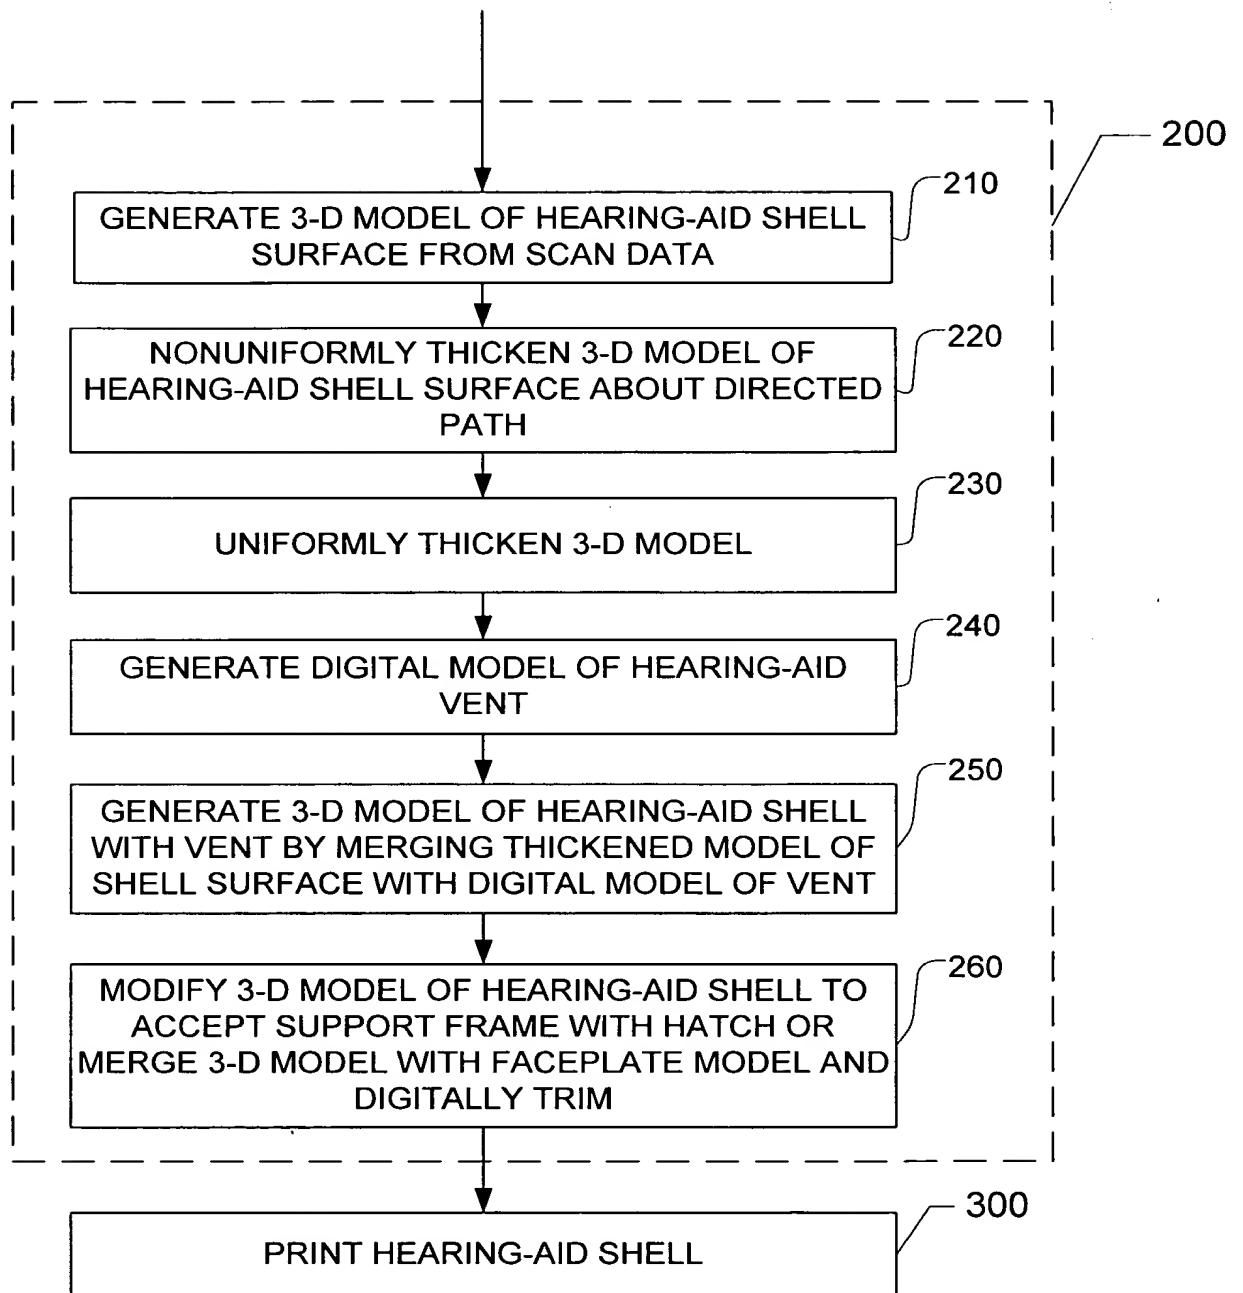 200
210
GENERATE 3-D MODEL OF HEARING-AID SHELL
SURFACE FROM SCAN DATA
220
NONUNIFORMLY THICKEN 3-D MODEL OF
HEARING-AID SHELL SURFACE ABOUT DIRECTED
PATH
230
UNIFORMLY THICKEN 3-D MODEL
240
GENERATE DIGITAL MODEL OF HEARING-AID
VENT
250
GENERATE 3-D MODEL OF HEARING-AID SHELL
WITH VENT BY MERGING THICKENED MODEL OF
SHELL SURFACE WITH DIGITAL MODEL OF VENT
260
MODIFY 3-D MODEL OF HEARING-AID SHELL TO
ACCEPT SUPPORT FRAME WITH HATCH OR
MERGE 3-D MODEL WITH FACEPLATE MODEL AND
DIGITALLY TRIM
300
PRINT HEARING-AID SHELL